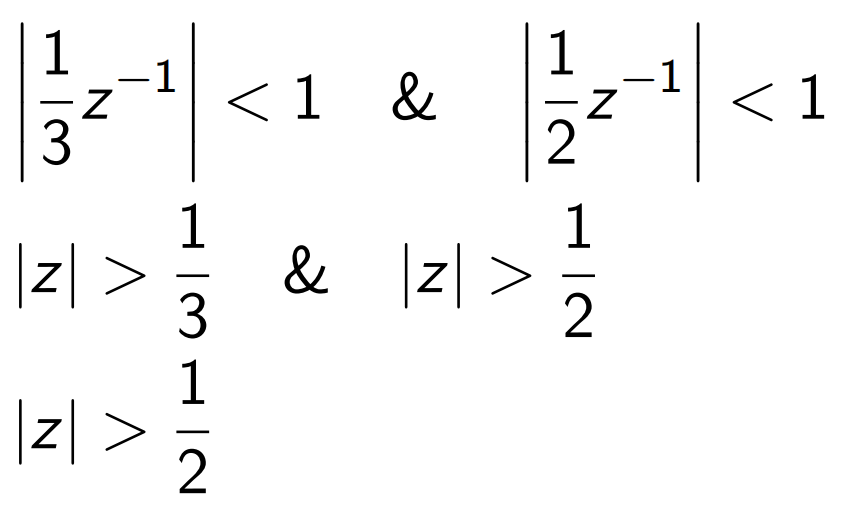 |1/3 z⁻¹| < 1 & |1/2 z⁻¹| < 1
|z| > 1/3 & |z| > 1/2
|z| > 1/2